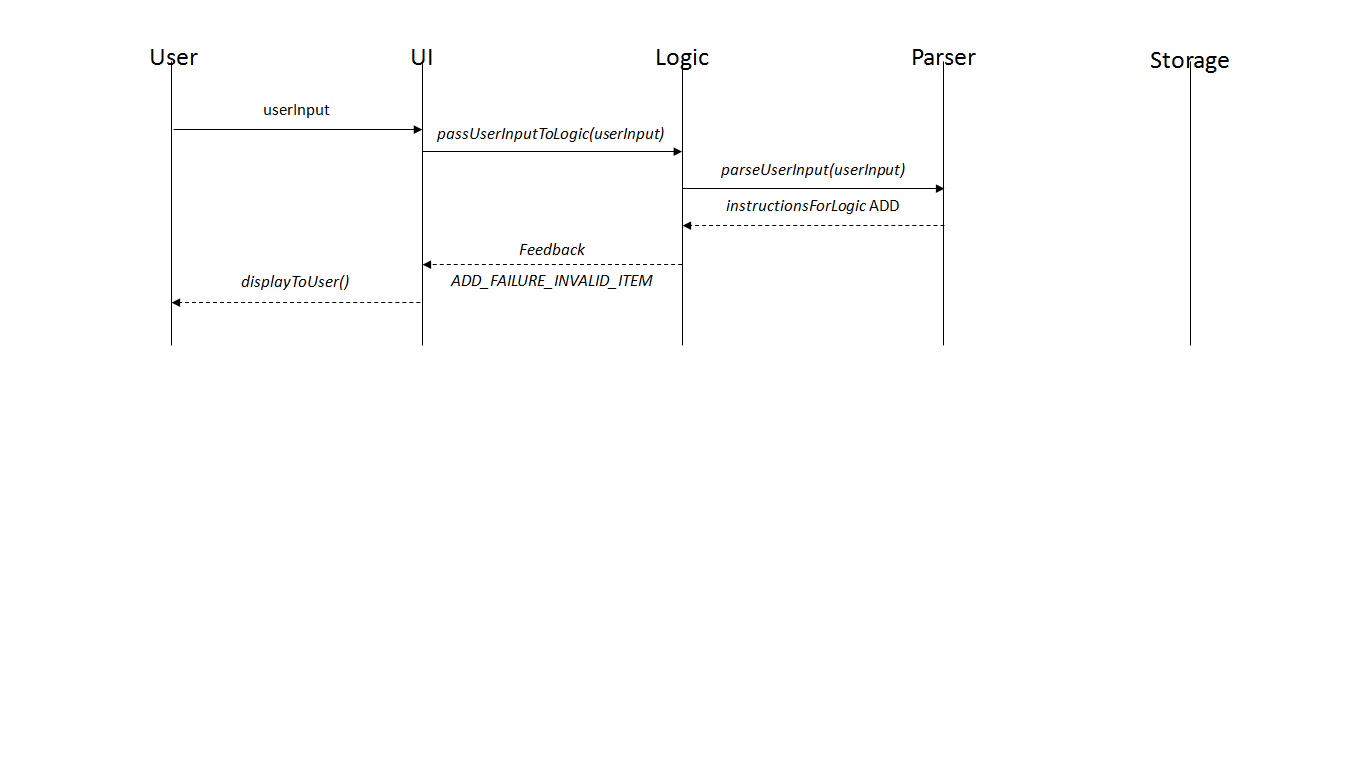 User UI Logic Parser Storage
userInput
passUserInputToLogic(userInput)
parseUserInput(userInput)
instructionsForLogic ADD
Feedback
ADD_FAILURE_INVALID_ITEM
displayToUser()